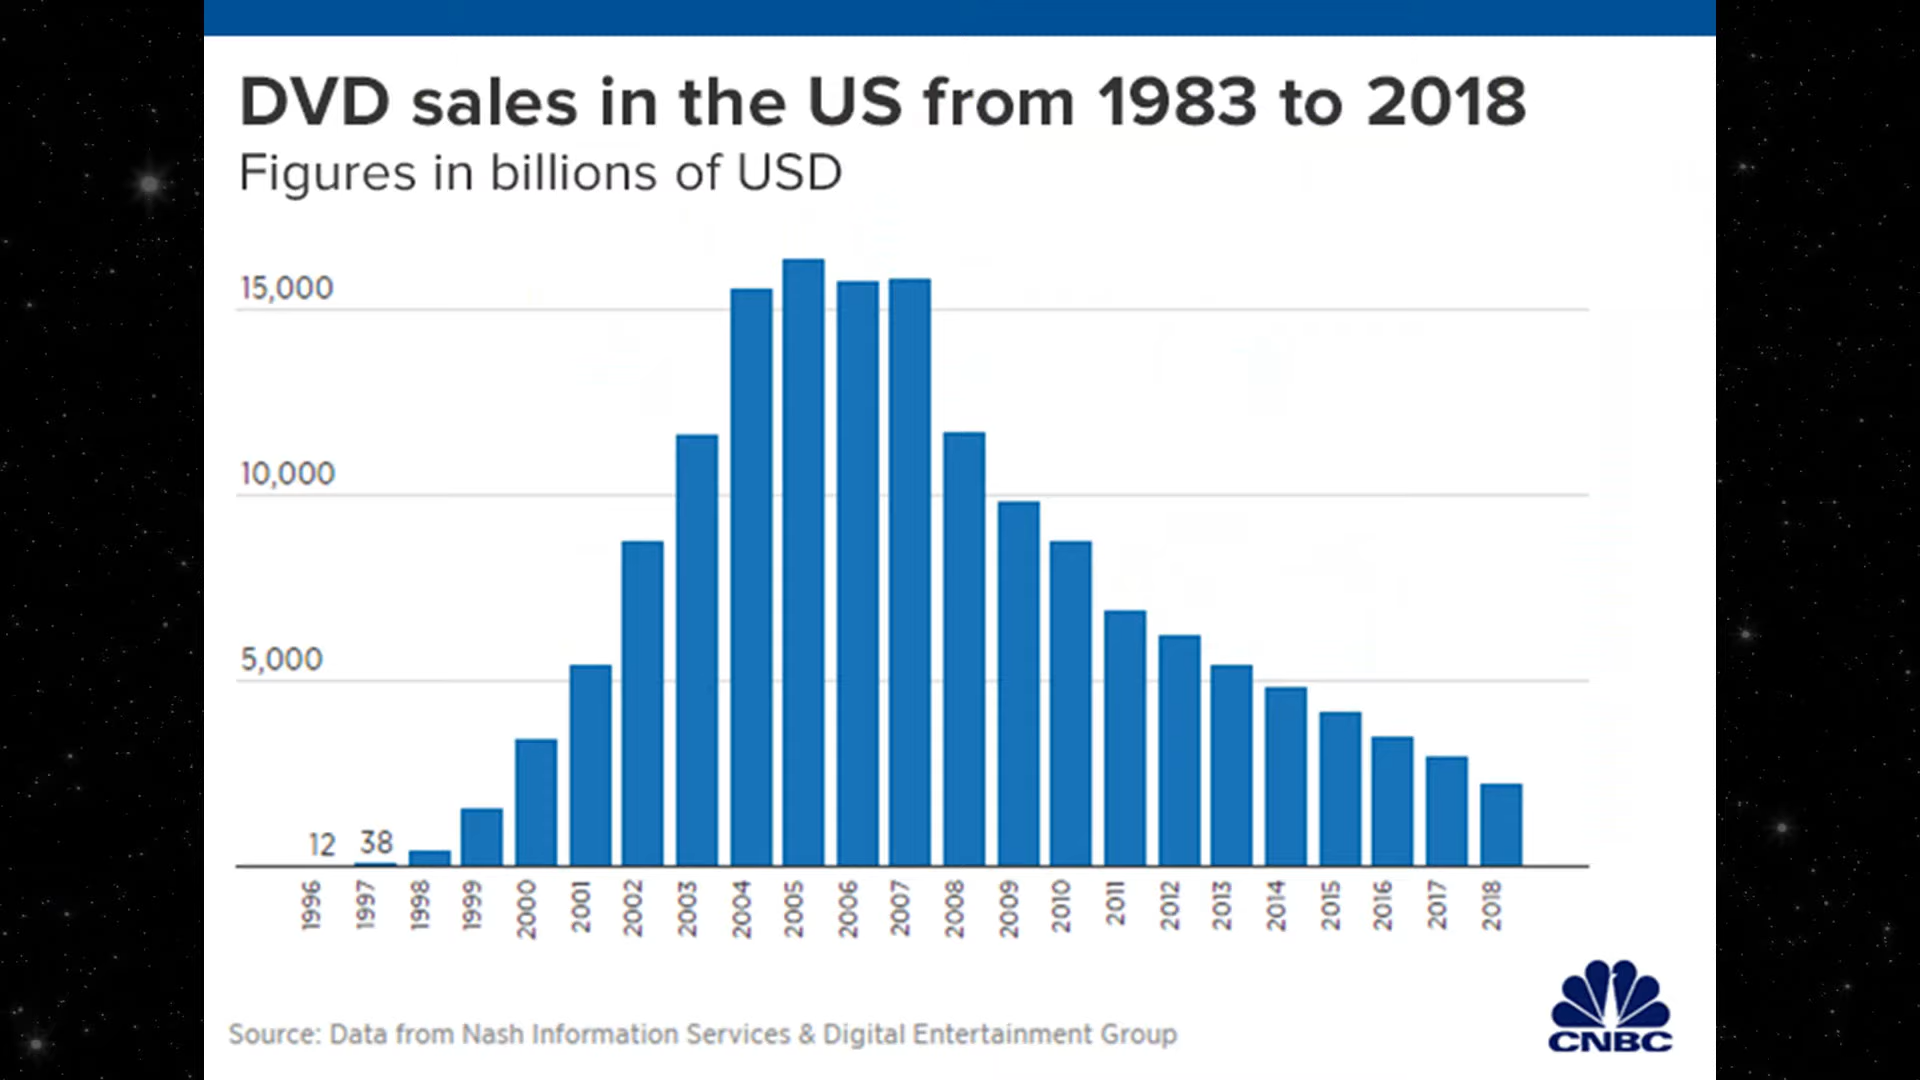 DVD sales in the US from 1983 to 2018
Figures in billions of USD
15,000
10,000
5,000
12 38
1996 1997 1998 1999 2000 2001 2002 2003 2004 2005 2006 2007 2008 2009 2010 2011 2012 2013 2014 2015 2016 2017 2018
Source: Data from Nash Information Services & Digital Entertainment Group
CNBC